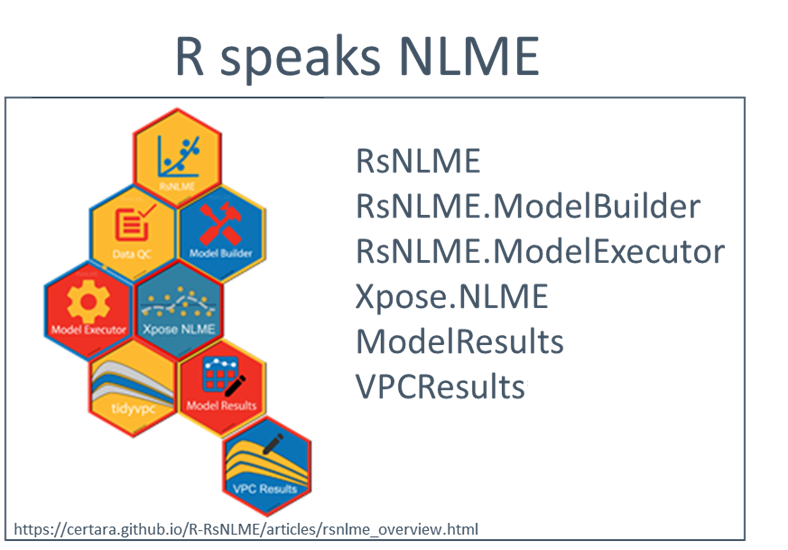 R speaks NLME
RsNLME
Data QC
Model Builder
Model Executor
Xpose NLME
tidyvpc
Model Results
VPC Results
RsNLME
RsNLME.ModelBuilder
RsNLME.ModelExecutor
Xpose.NLME
ModelResults
VPCResults
https://certara.github.io/R-RsNLME/articles/rsnlme_overview.html